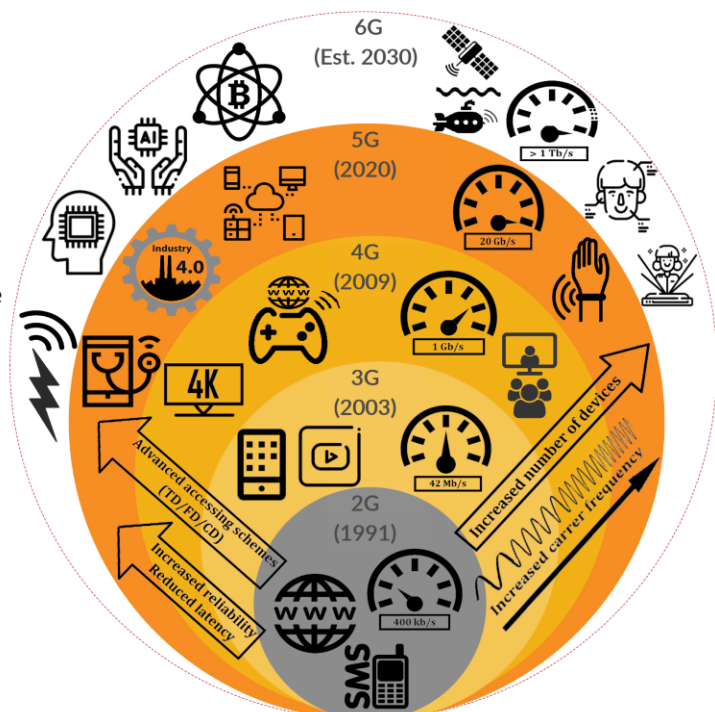 6G
(Est. 2030)
B
> 1 Tb/s
AI
5G
(2020)
20 Gb/s
Industry
4.0
4G
(2009)
www
1 Gb/s
4K
3G
(2003)
42 Mb/s
Increased number of devices
Increased carrer frequency
Advanced accessing schemes
(TD/FD/CD)
Increased reliability
Reduced latency
2G
(1991)
www
400 kb/s
SMS